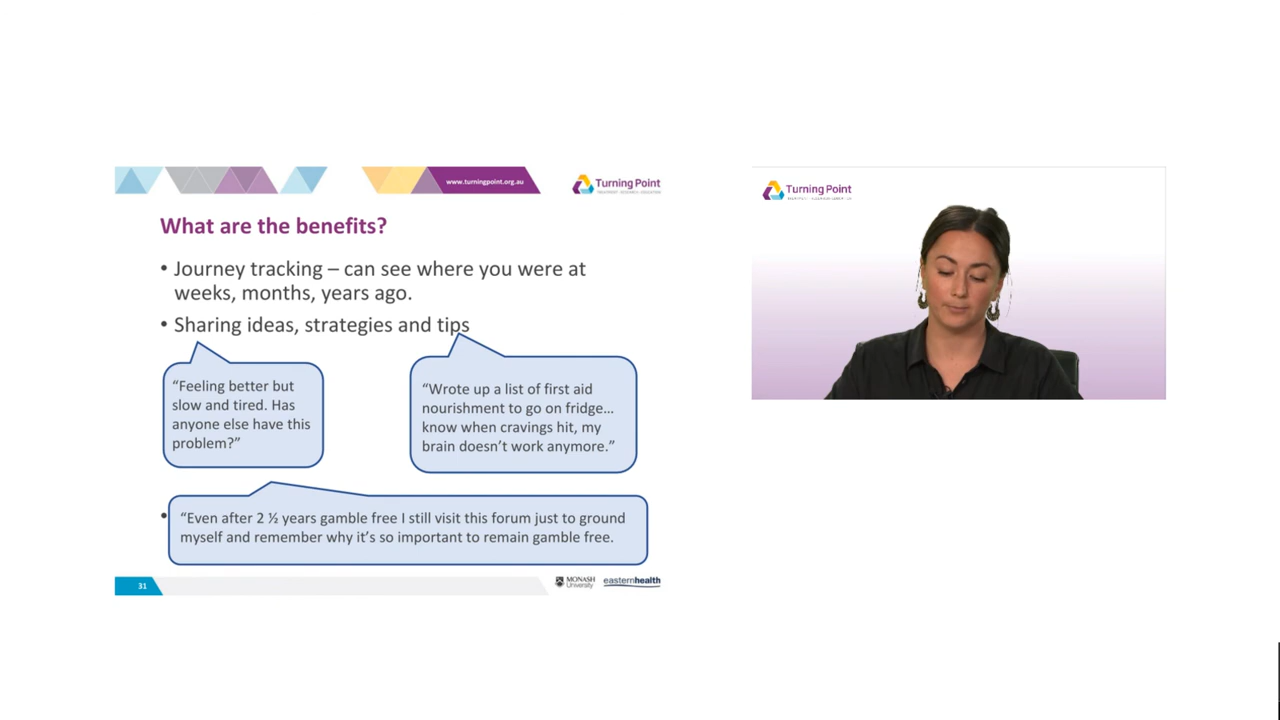 www.turningpoint.org.au
Turning Point
TREATMENT • RESEARCH • EDUCATION
What are the benefits?
• Journey tracking – can see where you were at
weeks, months, years ago.
• Sharing ideas, strategies and tips
“Feeling better but
slow and tired. Has
anyone else have this
problem?”
“Wrote up a list of first aid
nourishment to go on fridge…
know when cravings hit, my
brain doesn’t work anymore.”
•
“Even after 2 ½ years gamble free I still visit this forum just to ground
myself and remember why it’s so important to remain gamble free.
31
MONASH
University
easternhealth
Turning Point